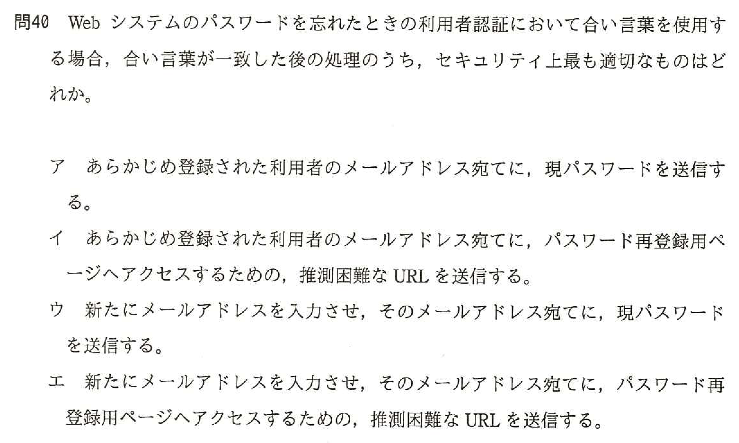 問40 Web システムのパスワードを忘れたときの利用者認証において合い言葉を使用す
る場合，合い言葉が一致した後の処理のうち，セキュリティ上最も適切なものはど
れか。
ア あらかじめ登録された利用者のメールアドレス宛てに，現パスワードを送信す
る。
イ あらかじめ登録された利用者のメールアドレス宛てに，パスワード再登録用ペ
ージへアクセスするための，推測困難な URL を送信する。
ウ 新たにメールアドレスを入力させ，そのメールアドレス宛てに，現パスワード
を送信する。
エ 新たにメールアドレスを入力させ，そのメールアドレス宛てに，パスワード再
登録用ページへアクセスするための，推測困難な URL を送信する。